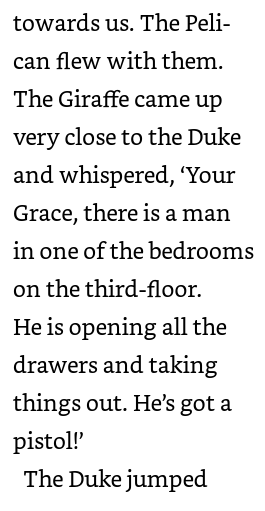 towards us. The Peli-
can flew with them.
The Giraffe came up
very close to the Duke
and whispered, ‘Your
Grace, there is a man
in one of the bedrooms
on the third-floor.
He is opening all the
drawers and taking
things out. He’s got a
pistol!’
The Duke jumped